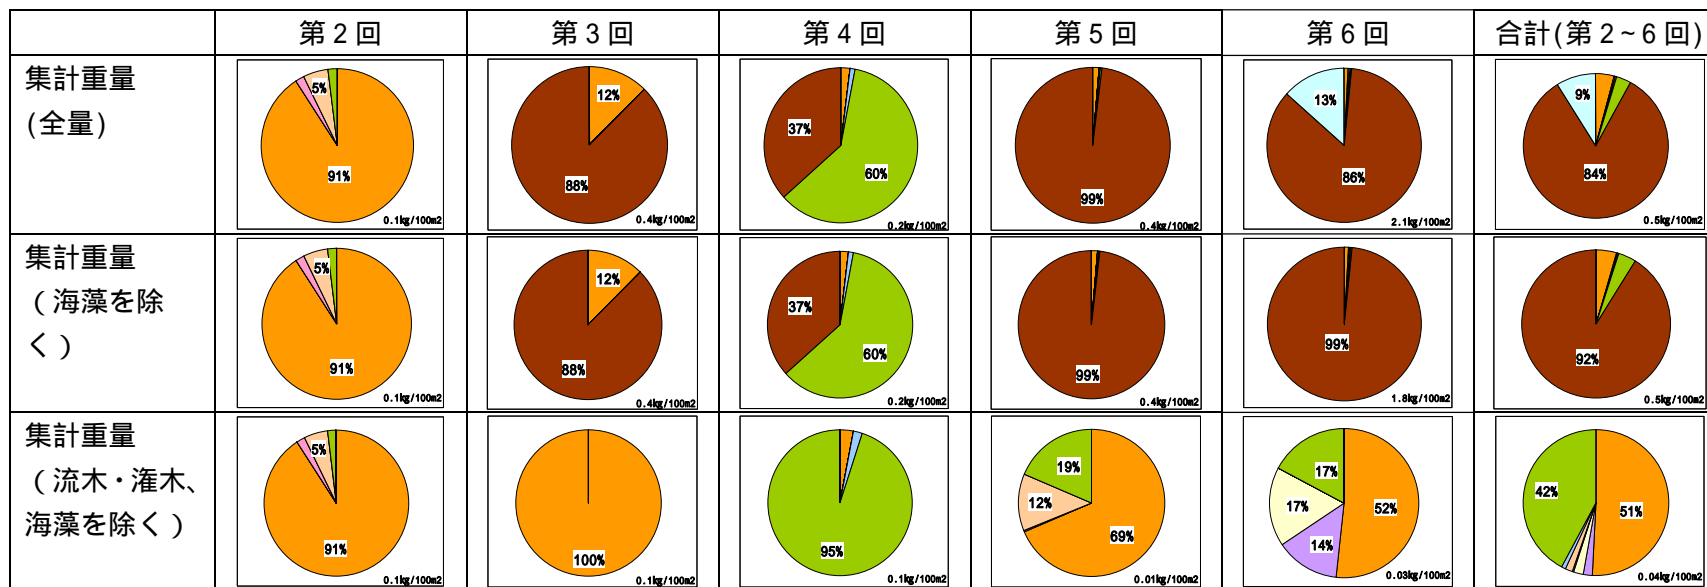 第2回 第3回 第4回 第5回 第6回 合計(第2~6回)
集計重量
(全量)
5% 91% 0.1kg/100m2
12% 88% 0.4kg/100m2
37% 60% 0.2kg/100m2
99% 0.4kg/100m2
13% 86% 2.1kg/100m2
9% 84% 0.5kg/100m2
集計重量
(海藻を除
く)
5% 91% 0.1kg/100m2
12% 88% 0.4kg/100m2
37% 60% 0.2kg/100m2
99% 0.4kg/100m2
99% 1.8kg/100m2
92% 0.5kg/100m2
集計重量
(流木・潅木、
海藻を除く)
5% 91% 0.1kg/100m2
100% 0.1kg/100m2
95% 0.1kg/100m2
19% 12% 69% 0.01kg/100m2
17% 17% 52% 14% 0.03kg/100m2
42% 51% 0.04kg/100m2